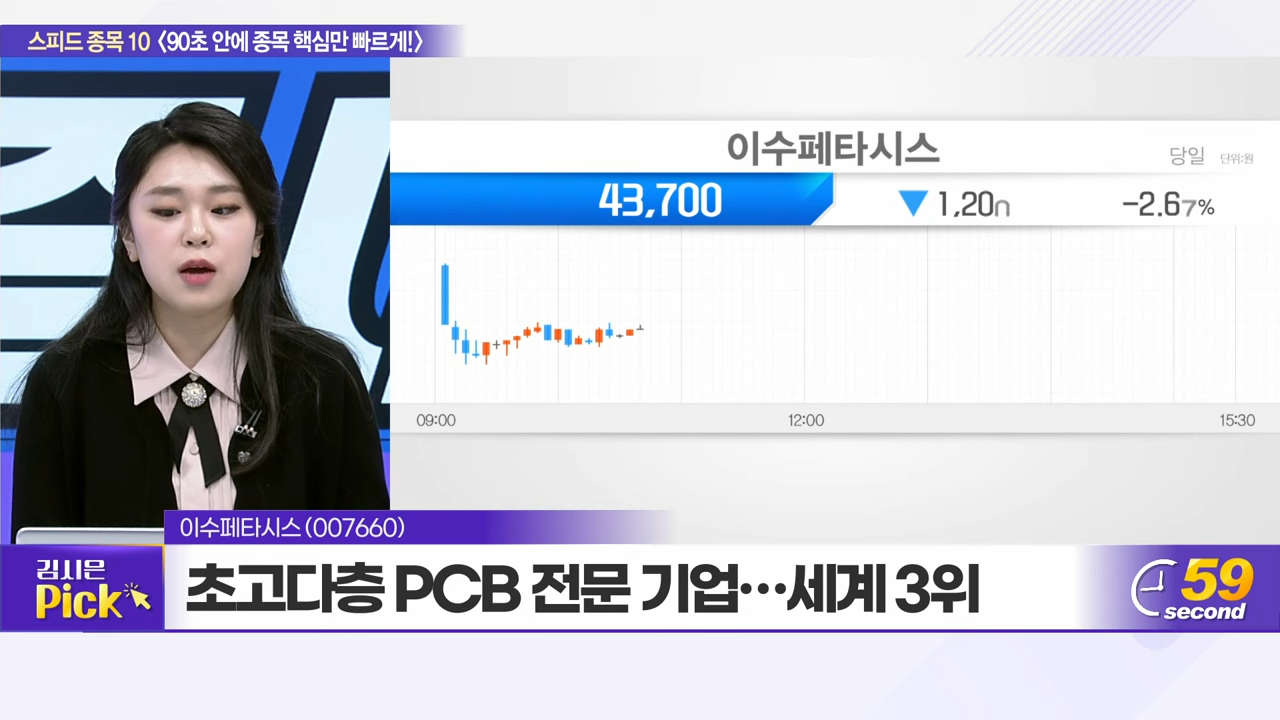 스피드 종목 10 <90초 안에 종목 핵심만 빠르게!>
이수페타시스
당일 단위:원
43,700 ▼ 1,20 -2.67%
09:00 12:00 15:30
이수페타시스 (007660)
김시은
Pick
초고다층 PCB 전문 기업…세계 3위
59
second